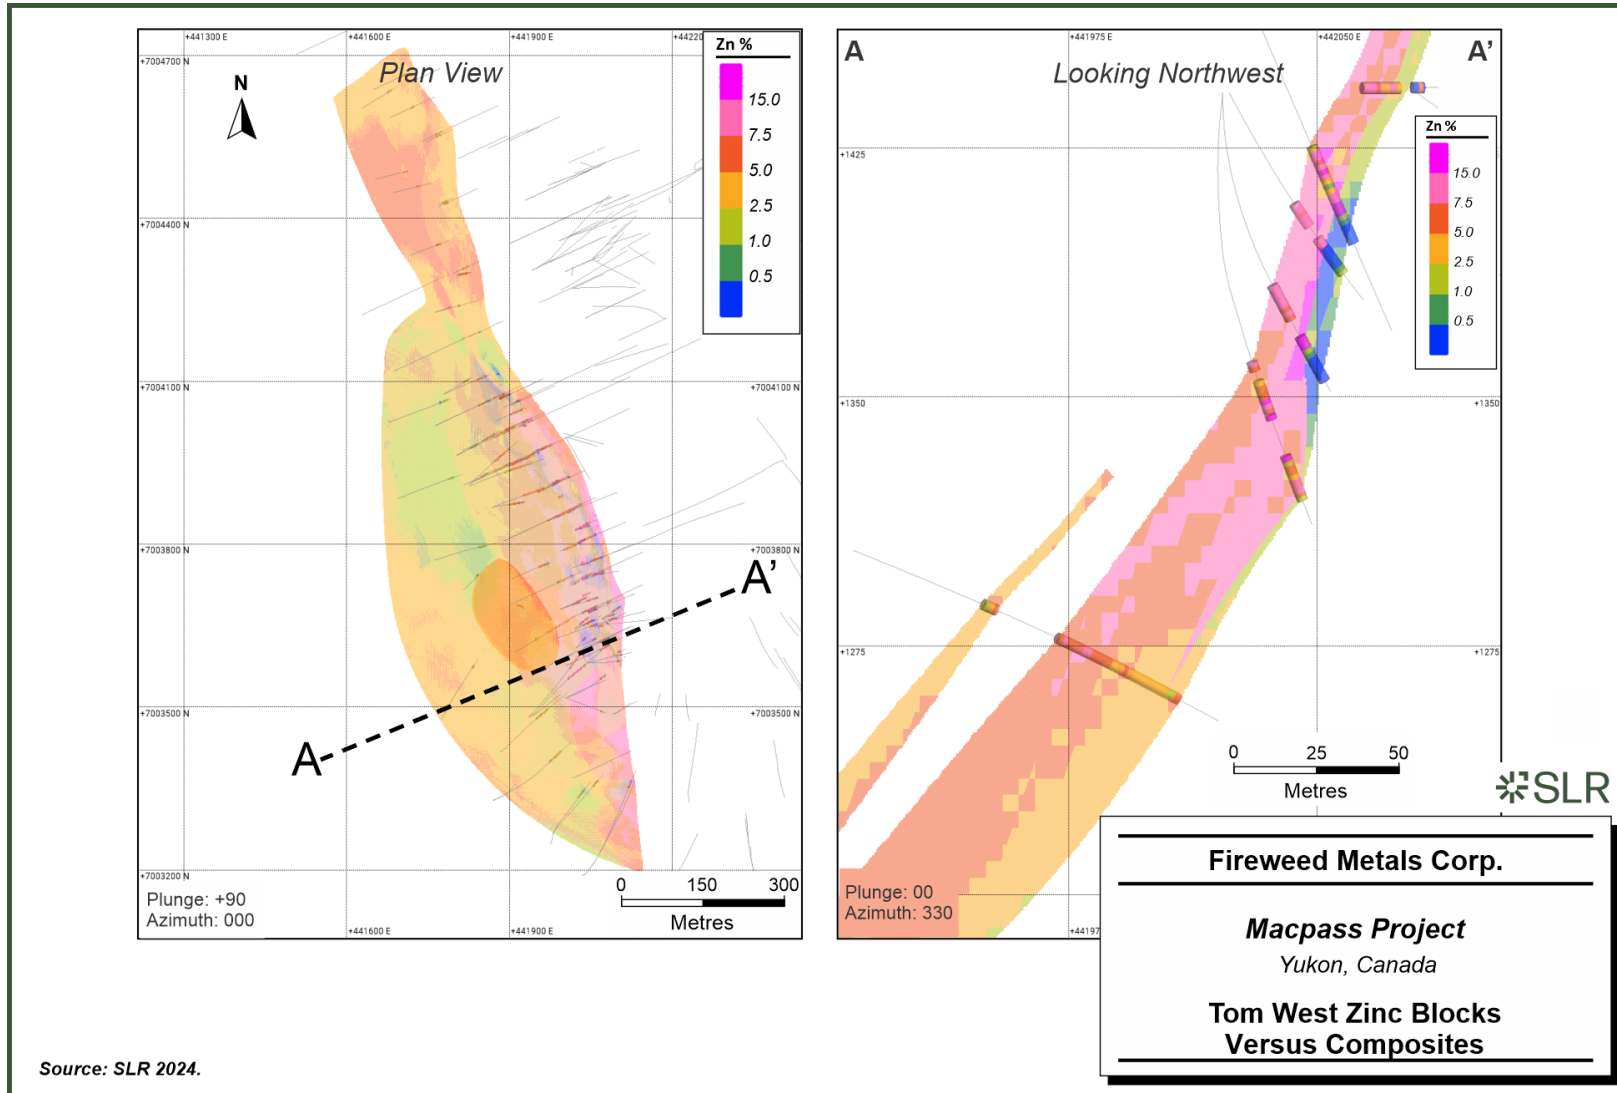 +441300 E
+441600 E
+441900 E
+44220
+7004700 N
Plan View
N
Zn %
15.0
7.5
5.0
2.5
1.0
0.5
+7004400 N
+7004100 N
+7004100 N
+7003800 N
+7003800 N
A'
A
+7003500 N
+7003500 N
+7003200 N
Plunge: +90
Azimuth: 000
0 150 300
Metres
+441600 E
+441900 E
A
+441975 E
+442050 E
A'
Looking Northwest
Zn %
15.0
7.5
5.0
2.5
1.0
0.5
+1425
+1350
+1350
+1275
+1275
0 25 50
Metres
Plunge: 00
Azimuth: 330
+44197
SLR
Fireweed Metals Corp.
Macpass Project
Yukon, Canada
Tom West Zinc Blocks
Versus Composites
Source: SLR 2024.